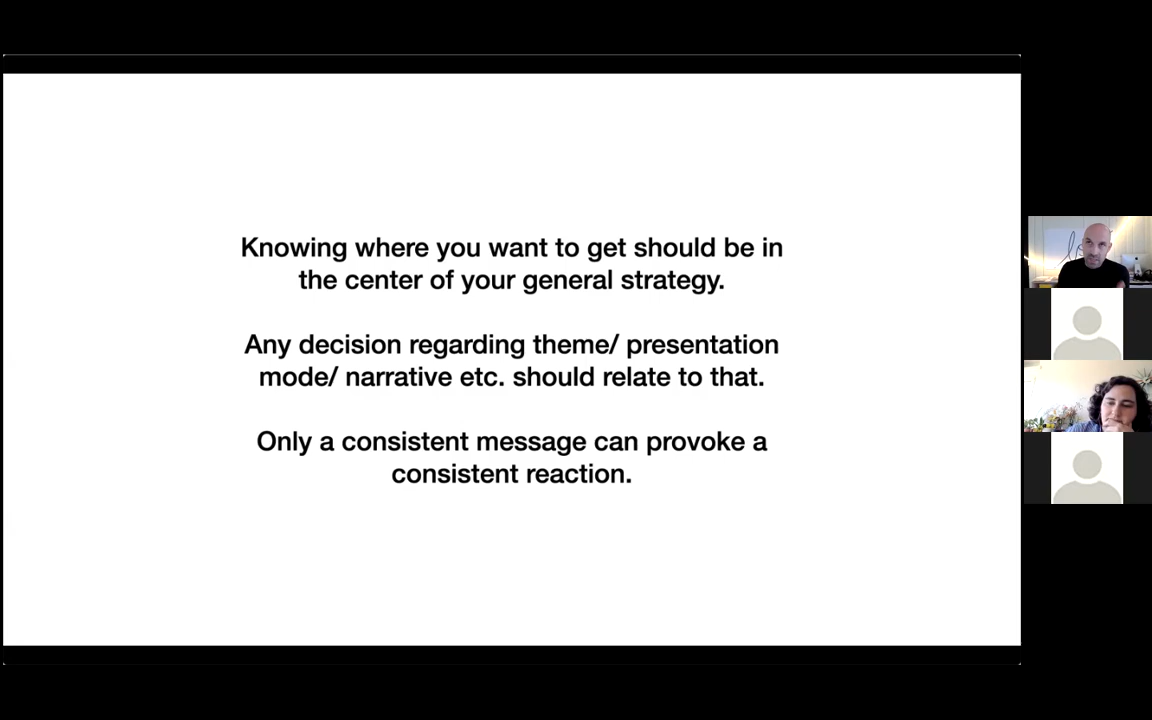 Knowing where you want to get should be in
the center of your general strategy.
Any decision regarding theme/ presentation
mode/ narrative etc. should relate to that.
Only a consistent message can provoke a
consistent reaction.